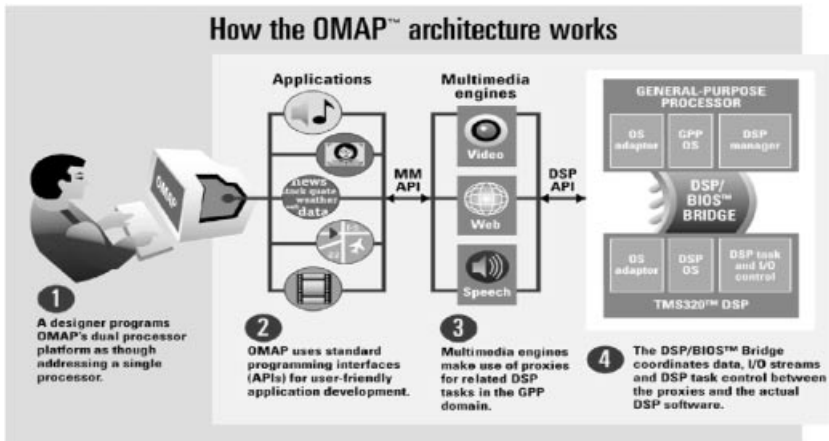 How the OMAP™ architecture works
Applications
Multimedia
engines
GENERAL-PURPOSE
PROCESSOR
OS
adaptor
GPP
OS
DSP
manager
Video
OMAP
news
stock quote
weather
data
MM
API
DSP
API
DSP/
BIOS™
BRIDGE
Web
OS
adaptor
DSP
OS
DSP task
and I/O
control
Speech
TMS320™ DSP
1
A designer programs
OMAP's dual processor
platform as though
addressing a single
processor.
2
OMAP uses standard
programming interfaces
(APIs) for user-friendly
application development.
3
Multimedia engines
make use of proxies
for related DSP
tasks in the GPP
domain.
4
The DSP/BIOS™ Bridge
coordinates data, I/O streams
and DSP task control between
the proxies and the actual
DSP software.